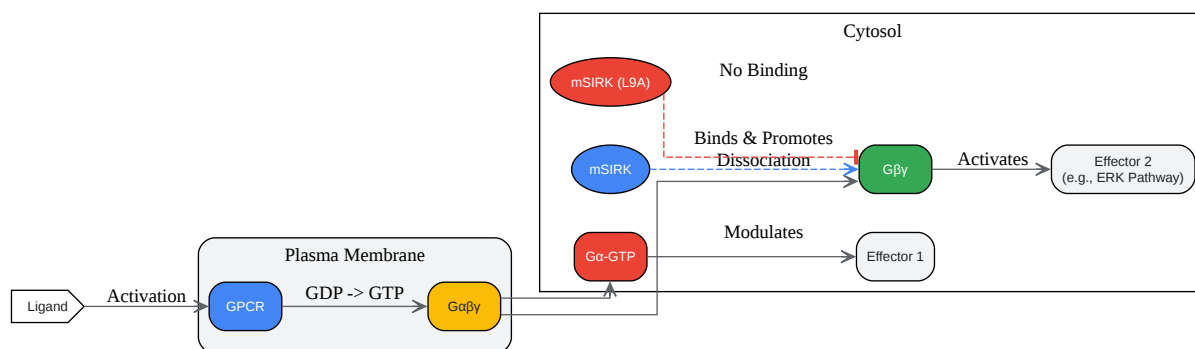 Cytosol
mSIRK (L9A)
No Binding
Binds & Promotes
Dissociation
mSIRK
Gβγ
Activates
Effector 2
(e.g., ERK Pathway)
Gα-GTP
Modulates
Effector 1
Plasma Membrane
Ligand
Activation
GPCR
GDP -> GTP
Gαβγ